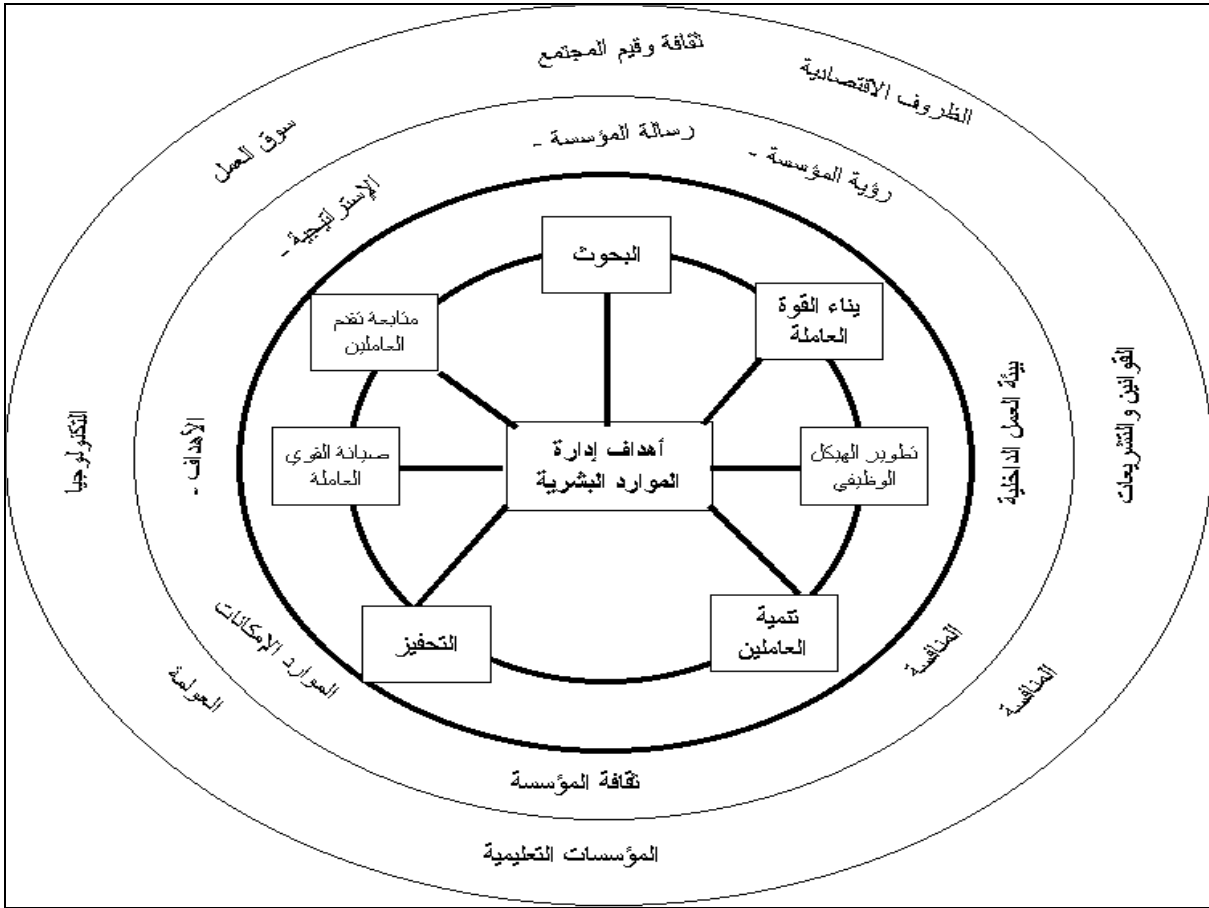 ثقافة وقيم المجتمع
الظروف الاقتصادية
سوق العمل
رسالة المؤسسة -
رؤية المؤسسة -
الإستراتيجية -
البحوث
بناء القوة
العاملة
متابعة تقدم
العاملين
القوانين والتشريعات
بيئة العمل الداخلية
تطوير الهيكل
الوظيفي
أهداف إدارة
الموارد البشرية
صيانة القوي
العاملة
الأهداف -
التكنولوجيا
تنمية
العاملين
التحفيز
المنافسة
المنافسة
الموارد الإمكانات
العولمة
ثقافة المؤسسة
المؤسسات التعليمية